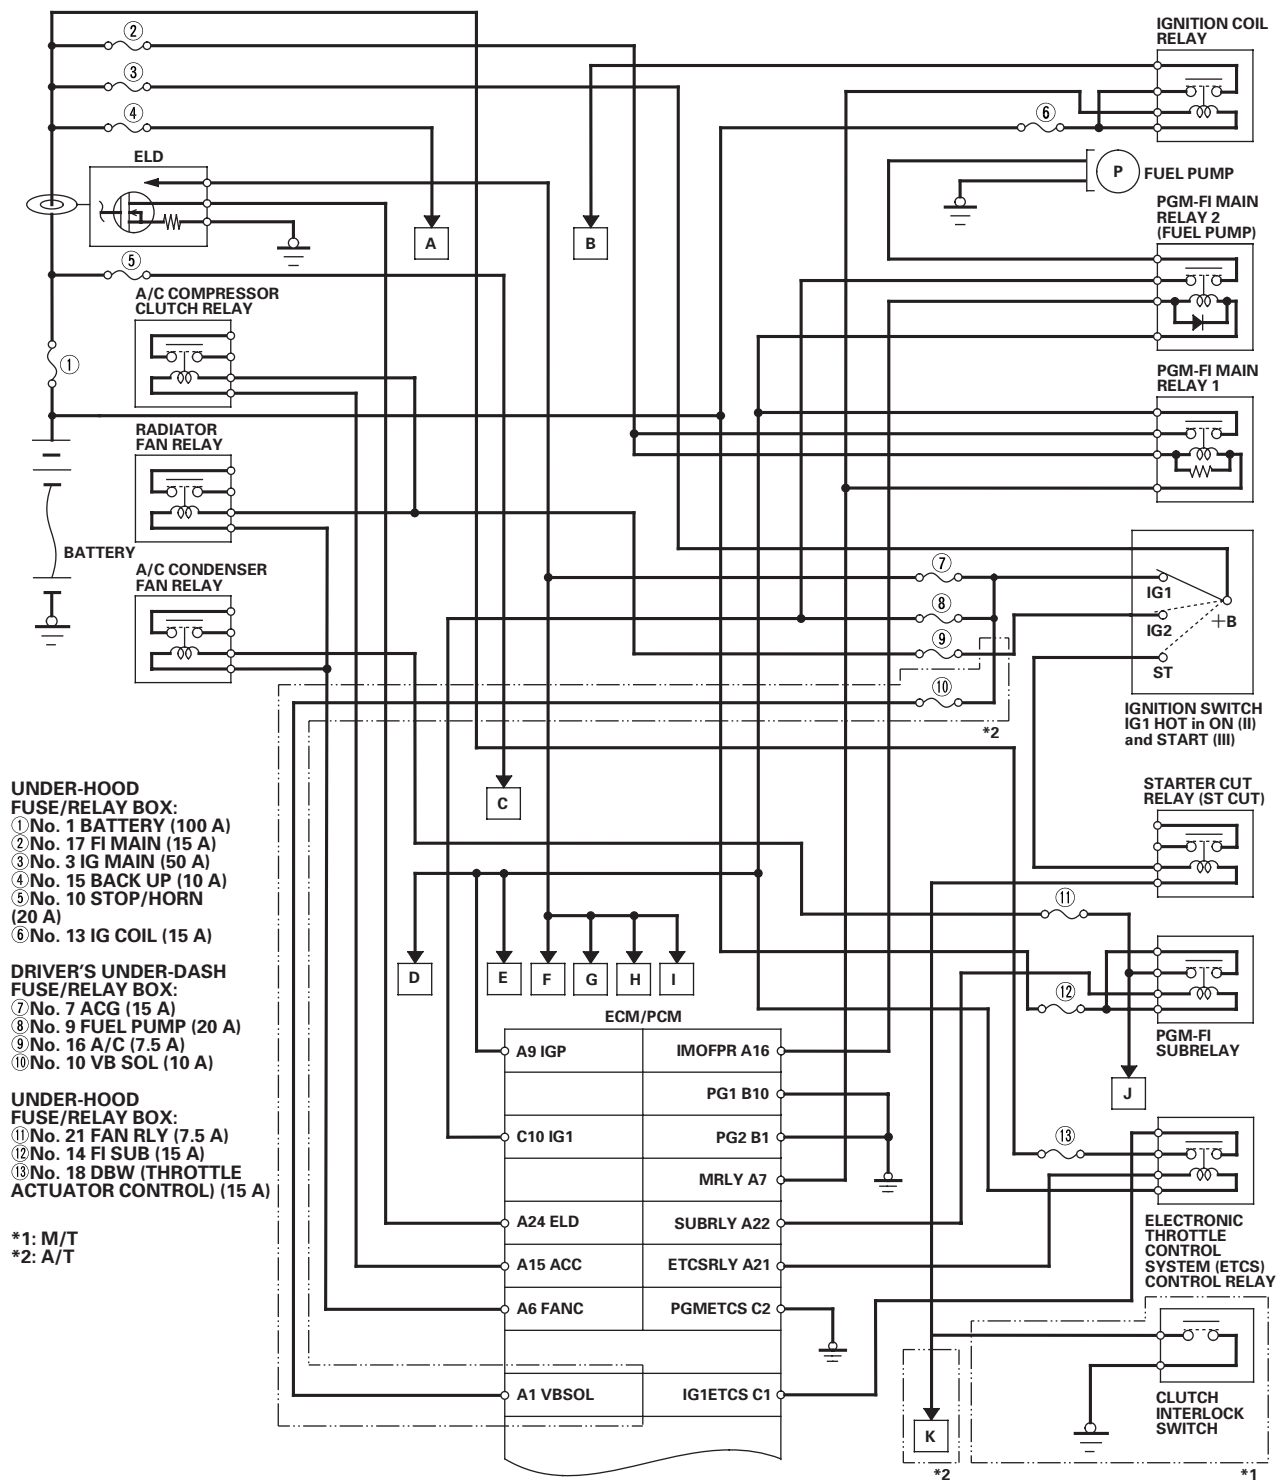 ②
③
④
ELD
⑤
A
B
⑥
IGNITION COIL
RELAY
P
FUEL PUMP
PGM-FI MAIN
RELAY 2
(FUEL PUMP)
A/C COMPRESSOR
CLUTCH RELAY
①
PGM-FI MAIN
RELAY 1
RADIATOR
FAN RELAY
BATTERY
A/C CONDENSER
FAN RELAY
⑦
⑧
⑨
⑩
*2
IG1
IG2
+B
ST
IGNITION SWITCH
IG1 HOT in ON (II)
and START (III)
C
STARTER CUT
RELAY (ST CUT)
UNDER-HOOD
FUSE/RELAY BOX:
①No. 1 BATTERY (100 A)
②No. 17 FI MAIN (15 A)
③No. 3 IG MAIN (50 A)
④No. 15 BACK UP (10 A)
⑤No. 10 STOP/HORN
(20 A)
⑥No. 13 IG COIL (15 A)
DRIVER'S UNDER-DASH
FUSE/RELAY BOX:
⑦No. 7 ACG (15 A)
⑧No. 9 FUEL PUMP (20 A)
⑨No. 16 A/C (7.5 A)
⑩No. 10 VB SOL (10 A)
UNDER-HOOD
FUSE/RELAY BOX:
⑪No. 21 FAN RLY (7.5 A)
⑫No. 14 FI SUB (15 A)
⑬No. 18 DBW (THROTTLE
ACTUATOR CONTROL) (15 A)
*1: M/T
*2: A/T
⑪
D
E
F
G
H
I
⑫
PGM-FI
SUBRELAY
J
⑬
ECM/PCM
A9 IGP
IMOFPR A16
PG1 B10
C10 IG1
PG2 B1
MRLY A7
A24 ELD
SUBRLY A22
A15 ACC
ETCSRLY A21
A6 FANC
PGMETCS C2
A1 VBSOL
IG1ETCS C1
ELECTRONIC
THROTTLE
CONTROL
SYSTEM (ETCS)
CONTROL RELAY
CLUTCH
INTERLOCK
SWITCH
K
*2
*1